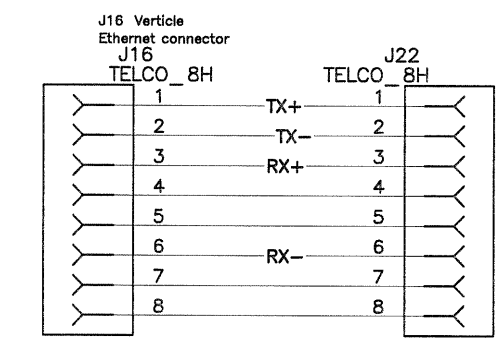 J16 Verticle
Ethernet connector
J16 J22
TELCO_8H TELCO_8H
1 TX+ 1
2 TX- 2
3 RX+ 3
4 4
5 5
6 RX- 6
7 7
8 8